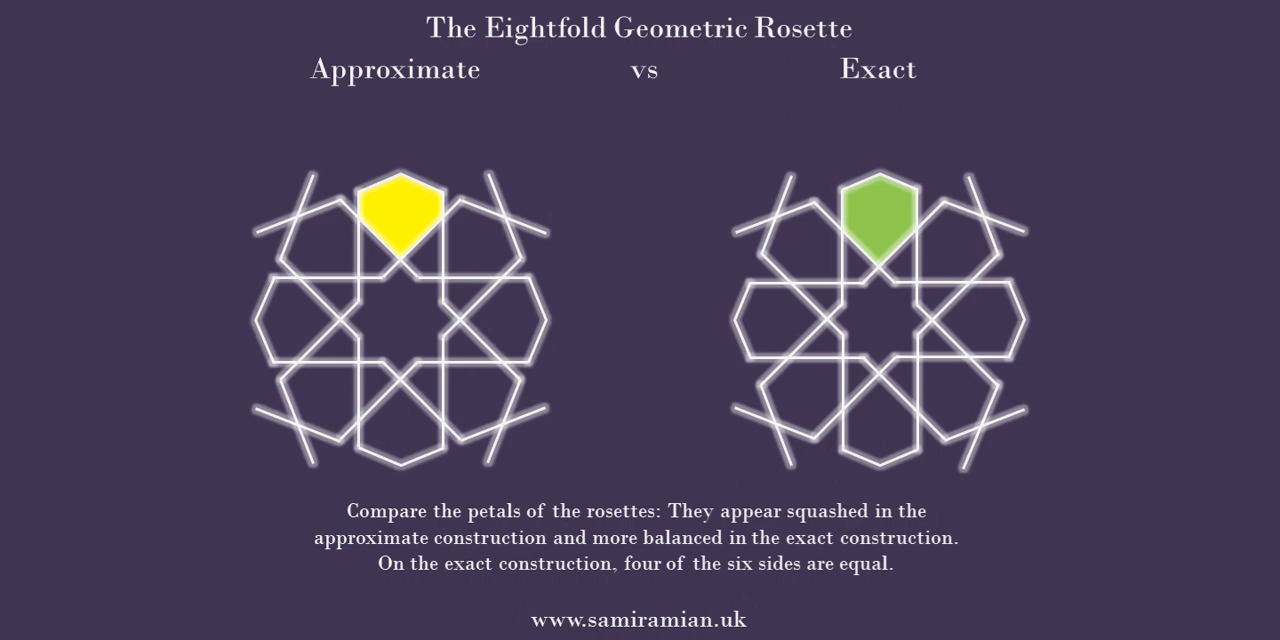 The Eightfold Geometric Rosette
Approximate vs Exact
Compare the petals of the rosettes: They appear squashed in the
approximate construction and more balanced in the exact construction.
On the exact construction, four of the six sides are equal.
www.samiramian.uk